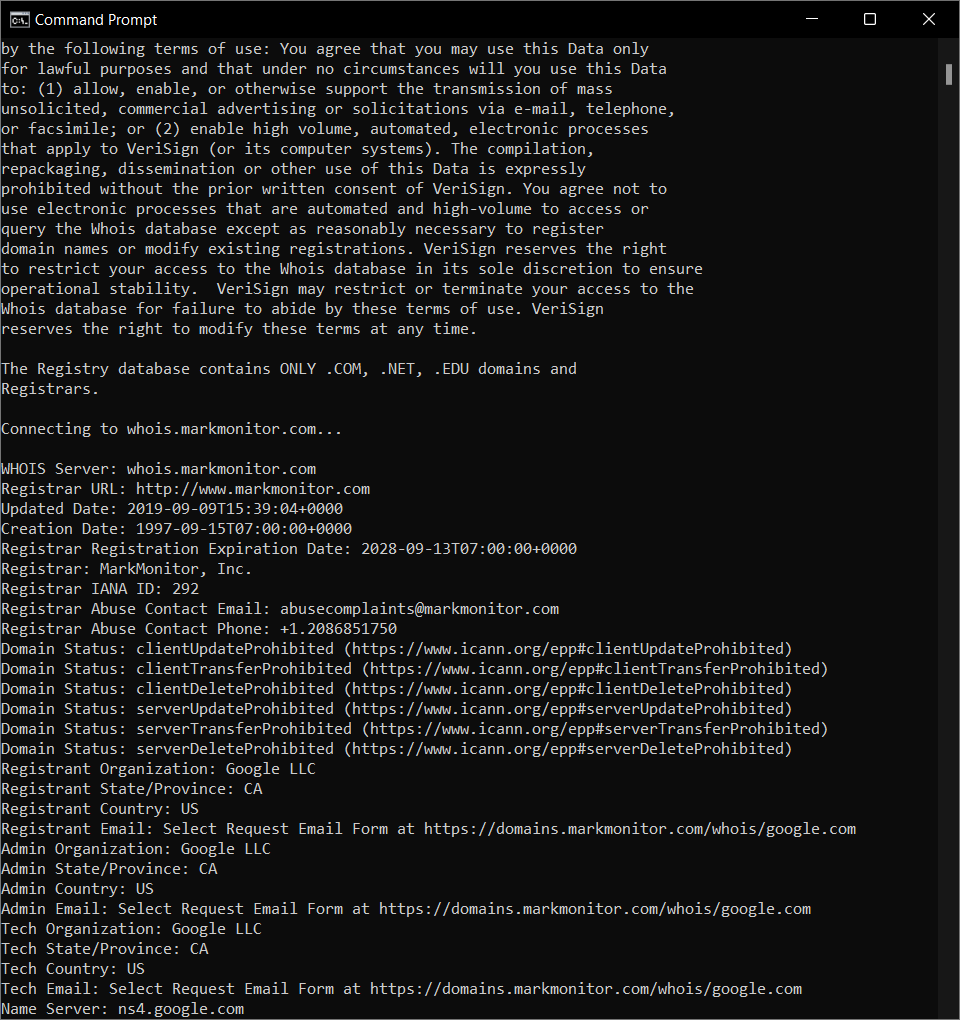 Command Prompt
by the following terms of use: You agree that you may use this Data only
for lawful purposes and that under no circumstances will you use this Data
to: (1) allow, enable, or otherwise support the transmission of mass
unsolicited, commercial advertising or solicitations via e-mail, telephone,
or facsimile; or (2) enable high volume, automated, electronic processes
that apply to VeriSign (or its computer systems). The compilation,
repackaging, dissemination or other use of this Data is expressly
prohibited without the prior written consent of VeriSign. You agree not to
use electronic processes that are automated and high-volume to access or
query the Whois database except as reasonably necessary to register
domain names or modify existing registrations. VeriSign reserves the right
to restrict your access to the Whois database in its sole discretion to ensure
operational stability.  VeriSign may restrict or terminate your access to the
Whois database for failure to abide by these terms of use. VeriSign
reserves the right to modify these terms at any time.

The Registry database contains ONLY .COM, .NET, .EDU domains and
Registrars.

Connecting to whois.markmonitor.com...

WHOIS Server: whois.markmonitor.com
Registrar URL: http://www.markmonitor.com
Updated Date: 2019-09-09T15:39:04+0000
Creation Date: 1997-09-15T07:00:00+0000
Registrar Registration Expiration Date: 2028-09-13T07:00:00+0000
Registrar: MarkMonitor, Inc.
Registrar IANA ID: 292
Registrar Abuse Contact Email: abusecomplaints@markmonitor.com
Registrar Abuse Contact Phone: +1.2086851750
Domain Status: clientUpdateProhibited (https://www.icann.org/epp#clientUpdateProhibited)
Domain Status: clientTransferProhibited (https://www.icann.org/epp#clientTransferProhibited)
Domain Status: clientDeleteProhibited (https://www.icann.org/epp#clientDeleteProhibited)
Domain Status: serverUpdateProhibited (https://www.icann.org/epp#serverUpdateProhibited)
Domain Status: serverTransferProhibited (https://www.icann.org/epp#serverTransferProhibited)
Domain Status: serverDeleteProhibited (https://www.icann.org/epp#serverDeleteProhibited)
Registrant Organization: Google LLC
Registrant State/Province: CA
Registrant Country: US
Registrant Email: Select Request Email Form at https://domains.markmonitor.com/whois/google.com
Admin Organization: Google LLC
Admin State/Province: CA
Admin Country: US
Admin Email: Select Request Email Form at https://domains.markmonitor.com/whois/google.com
Tech Organization: Google LLC
Tech State/Province: CA
Tech Country: US
Tech Email: Select Request Email Form at https://domains.markmonitor.com/whois/google.com
Name Server: ns4.google.com